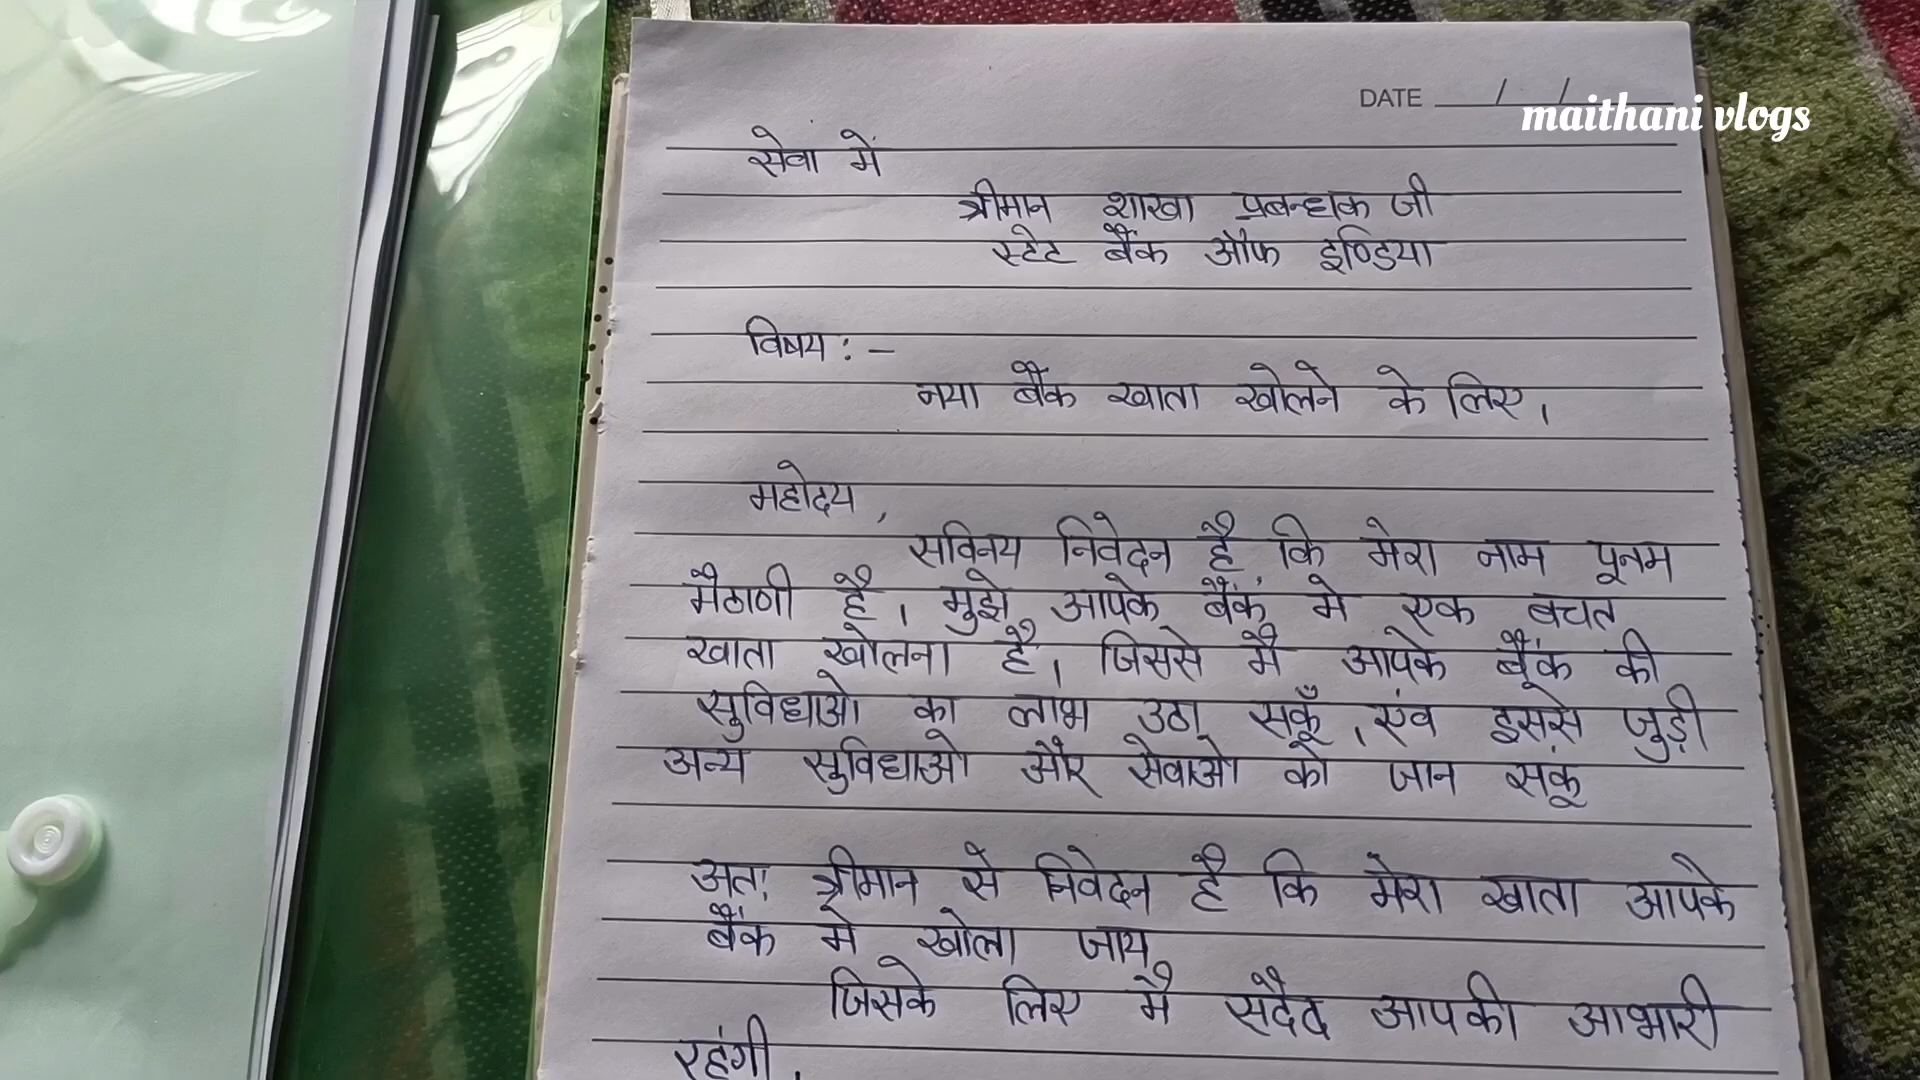 DATE / /
maithani vlogs
सेवा में
श्रीमान शाखा प्रबन्धक जी
स्टेट बैंक ऑफ इण्डिया
विषय : –
नया बैंक खाता खोलने के लिए,
महोदय,
सविनय निवेदन है, कि मेरा नाम पूनम
मैठाणी है, मुझे आपके बैंक मे एक बचत
खाता खोलना है, जिससे मै आपके बैंक की
सुविधाओ का लाभ उठा सकूँ, एंव इससे जुड़ी
अन्य सुविधाओ और सेवाओ को जान संकू
अत: श्रीमान से निवेदन है कि मेरा खाता आपके
बैंक मे खोला जाय
जिसके लिए मै सदैव आपकी आभारी
रहंगी,